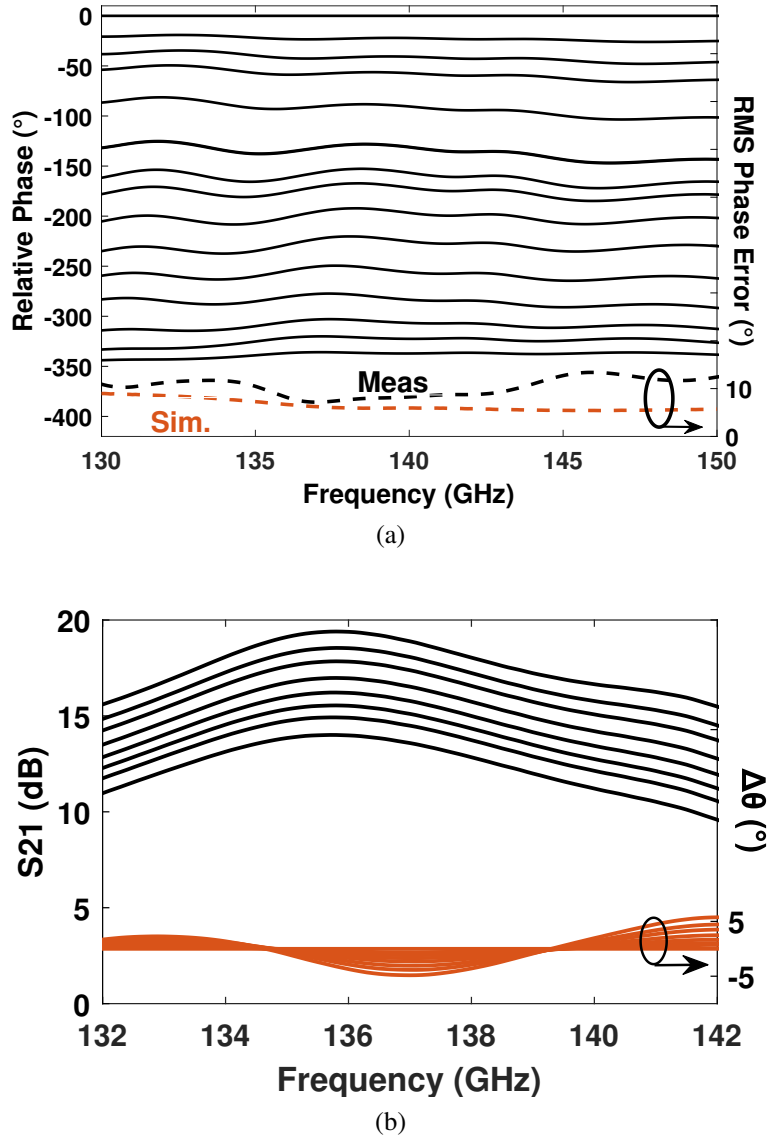 0
-50
-100
-150
-200
-250
-300
-350
-400
Relative Phase (°)
RMS Phase Error (°)
10
0
Meas
Sim.
130
135
140
145
150
Frequency (GHz)
(a)
20
15
10
5
0
S21 (dB)
Δθ (°)
5
-5
132
134
136
138
140
142
Frequency (GHz)
(b)